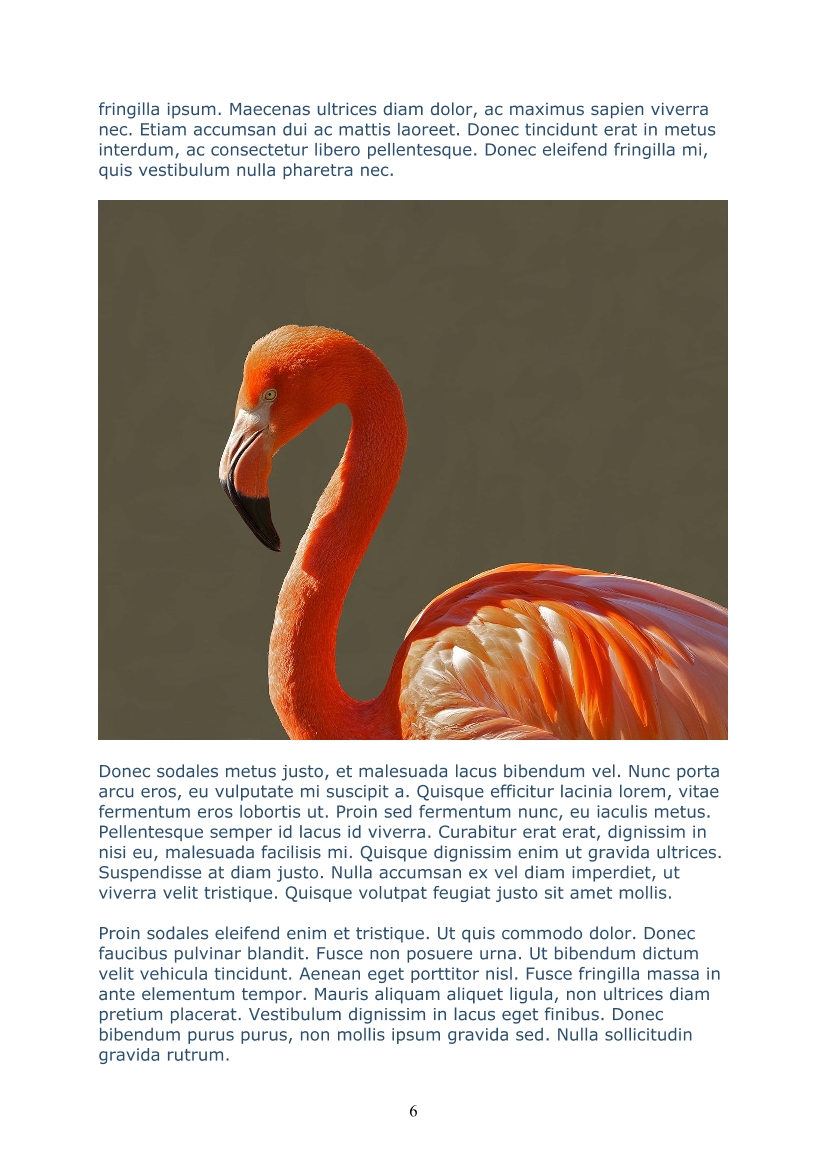 fringilla ipsum. Maecenas ultrices diam dolor, ac maximus sapien viverra
nec. Etiam accumsan dui ac mattis laoreet. Donec tincidunt erat in metus
interdum, ac consectetur libero pellentesque. Donec eleifend fringilla mi,
quis vestibulum nulla pharetra nec.
Donec sodales metus justo, et malesuada lacus bibendum vel. Nunc porta
arcu eros, eu vulputate mi suscipit a. Quisque efficitur lacinia lorem, vitae
fermentum eros lobortis ut. Proin sed fermentum nunc, eu iaculis metus.
Pellentesque semper id lacus id viverra. Curabitur erat erat, dignissim in
nisi eu, malesuada facilisis mi. Quisque dignissim enim ut gravida ultrices.
Suspendisse at diam justo. Nulla accumsan ex vel diam imperdiet, ut
viverra velit tristique. Quisque volutpat feugiat justo sit amet mollis.
Proin sodales eleifend enim et tristique. Ut quis commodo dolor. Donec
faucibus pulvinar blandit. Fusce non posuere urna. Ut bibendum dictum
velit vehicula tincidunt. Aenean eget porttitor nisl. Fusce fringilla massa in
ante elementum tempor. Mauris aliquam aliquet ligula, non ultrices diam
pretium placerat. Vestibulum dignissim in lacus eget finibus. Donec
bibendum purus purus, non mollis ipsum gravida sed. Nulla sollicitudin
gravida rutrum.
6